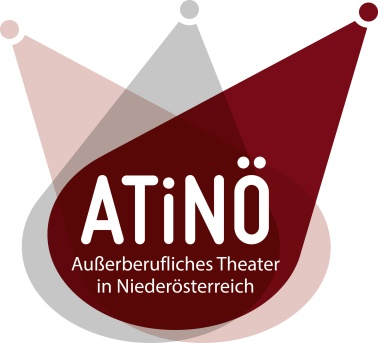 ATiNÖ
Außerberufliches Theater
in Niederösterreich